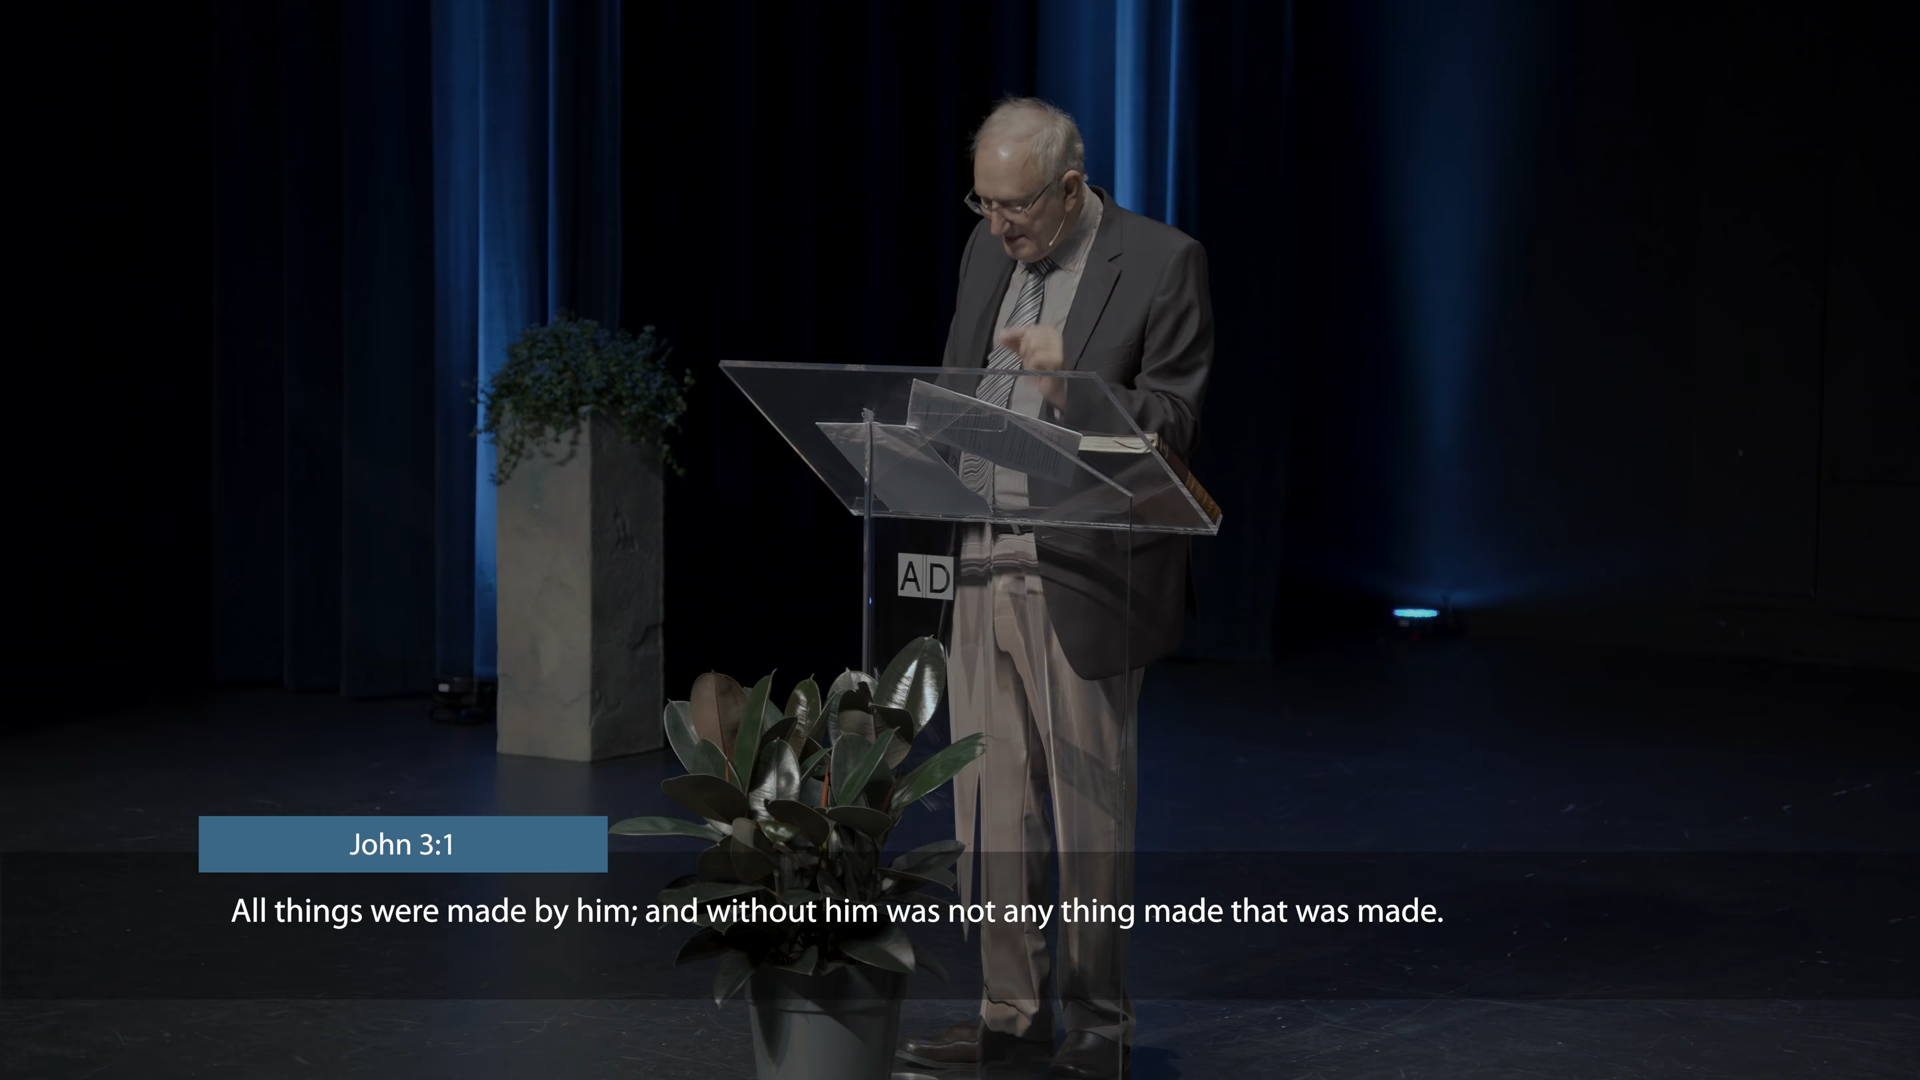 A D
John 3:1
All things were made by him; and without him was not any thing made that was made.